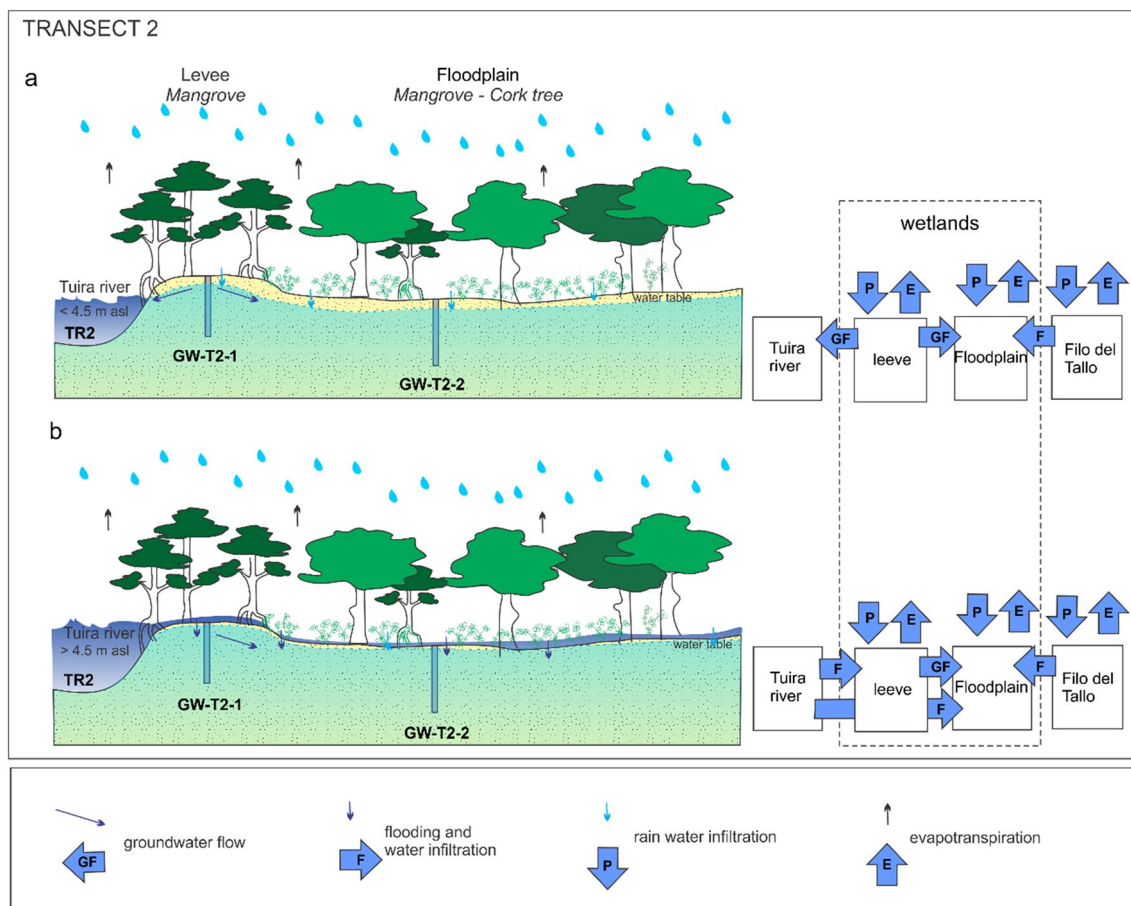 TRANSECT 2
a
Levee
Mangrove
Floodplain
Mangrove - Cork tree
Tuira river
< 4.5 m asl
TR2
GW-T2-1
GW-T2-2
water table
wetlands
P
E
P
E
P
E
GF
GF
F
Tuira
river
leeve
Floodplain
Filo del
Tallo
b
Tuira river
> 4.5 m asl
TR2
GW-T2-1
GW-T2-2
water table
P
E
P
E
P
E
F
GF
F
F
Tuira
river
leeve
Floodplain
Filo del
Tallo
groundwater flow
GF
flooding and
water infiltration
F
rain water infiltration
P
evapotranspiration
E